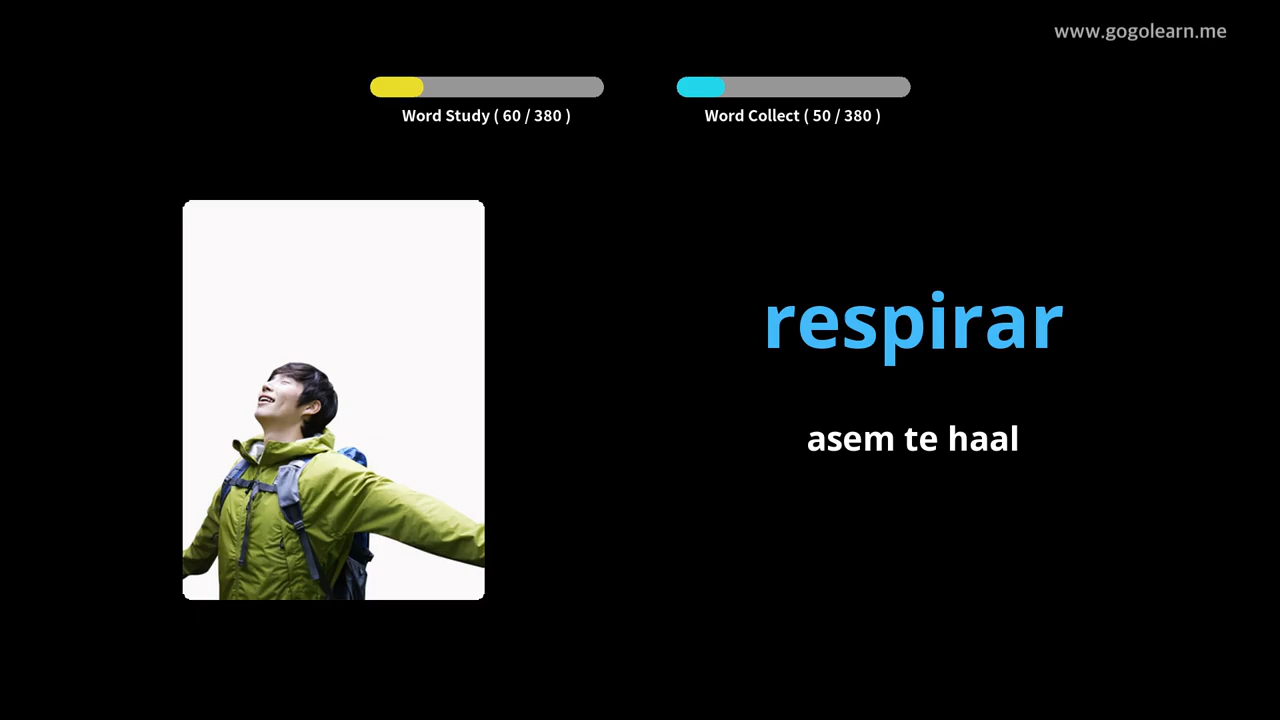 www.gogolearn.me
Word Study ( 60 / 380 )
Word Collect ( 50 / 380 )
respirar
asem te haal